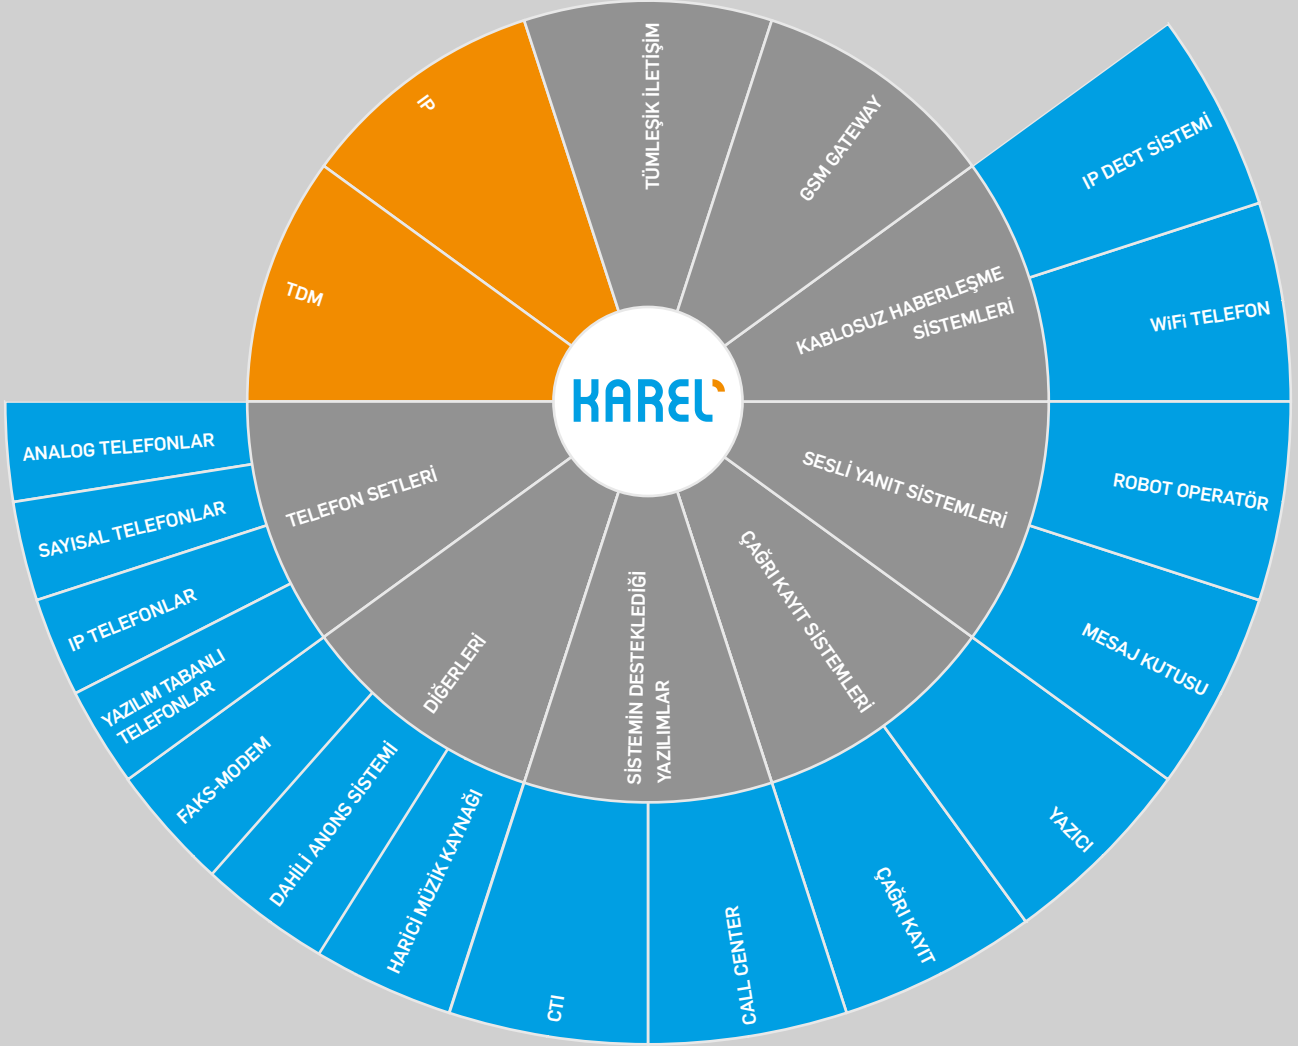 TÜMLEŞİK İLETİŞİM
GSM GATEWAY
KABLOSUZ HABERLEŞME
SİSTEMLERİ
IP DECT SİSTEMİ
WiFi TELEFON
SESLİ YANIT SİSTEMLERİ
ROBOT OPERATÖR
MESAJ KUTUSU
ÇAĞRI KAYIT SİSTEMLERİ
YAZICI
ÇAĞRI KAYIT
SİSTEMİN DESTEKLEDİĞİ
YAZILIMLAR
CALL CENTER
CTI
DİĞERLERİ
HARİCİ MÜZİK KAYNAĞI
DAHİLİ ANONS SİSTEMİ
FAKS-MODEM
TELEFON SETLERİ
YAZILIM TABANLI
TELEFONLAR
IP TELEFONLAR
SAYISAL TELEFONLAR
ANALOG TELEFONLAR
TDM
IP
KAREL